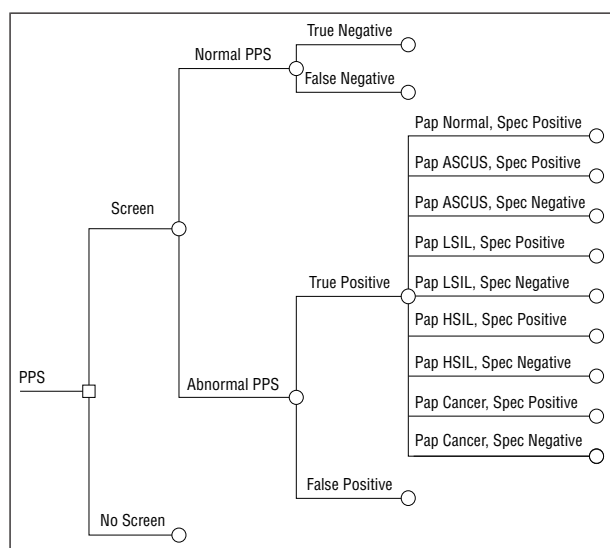 True Negative
Normal PPS
False Negative
Pap Normal, Spec Positive
Pap ASCUS, Spec Positive
Screen
Pap ASCUS, Spec Negative
Pap LSIL, Spec Positive
True Positive
Pap LSIL, Spec Negative
Pap HSIL, Spec Positive
Pap HSIL, Spec Negative
PPS
Abnormal PPS
Pap Cancer, Spec Positive
Pap Cancer, Spec Negative
False Positive
No Screen